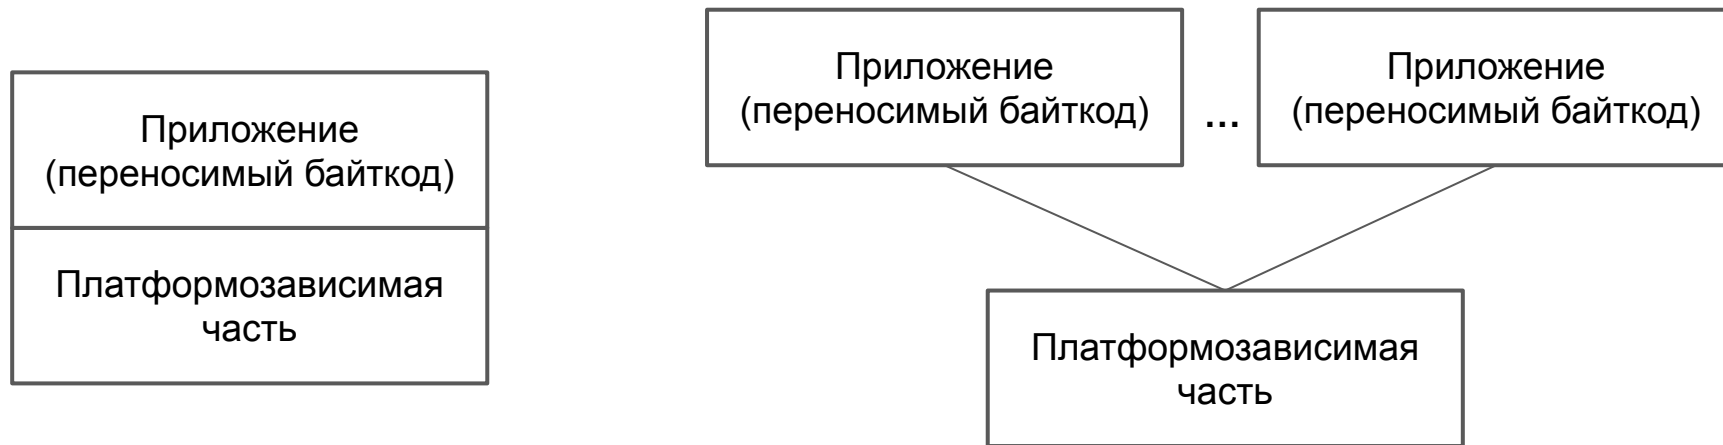 Приложение
(переносимый байткод)
Платформозависимая
часть
Приложение
(переносимый байткод)
...
Приложение
(переносимый байткод)
Платформозависимая
часть